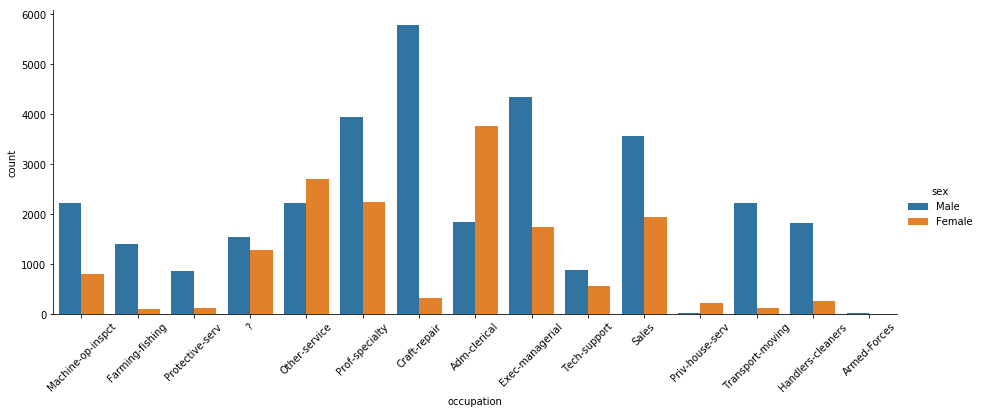 6000
5000
4000
3000
2000
1000
0
count
Machine-op-inspct
Farming-fishing
Protective-serv
?
Other-service
Prof-specialty
Craft-repair
Adm-clerical
Exec-managerial
Tech-support
Sales
Priv-house-serv
Transport-moving
Handlers-cleaners
Armed-Forces
occupation
sex
Male
Female